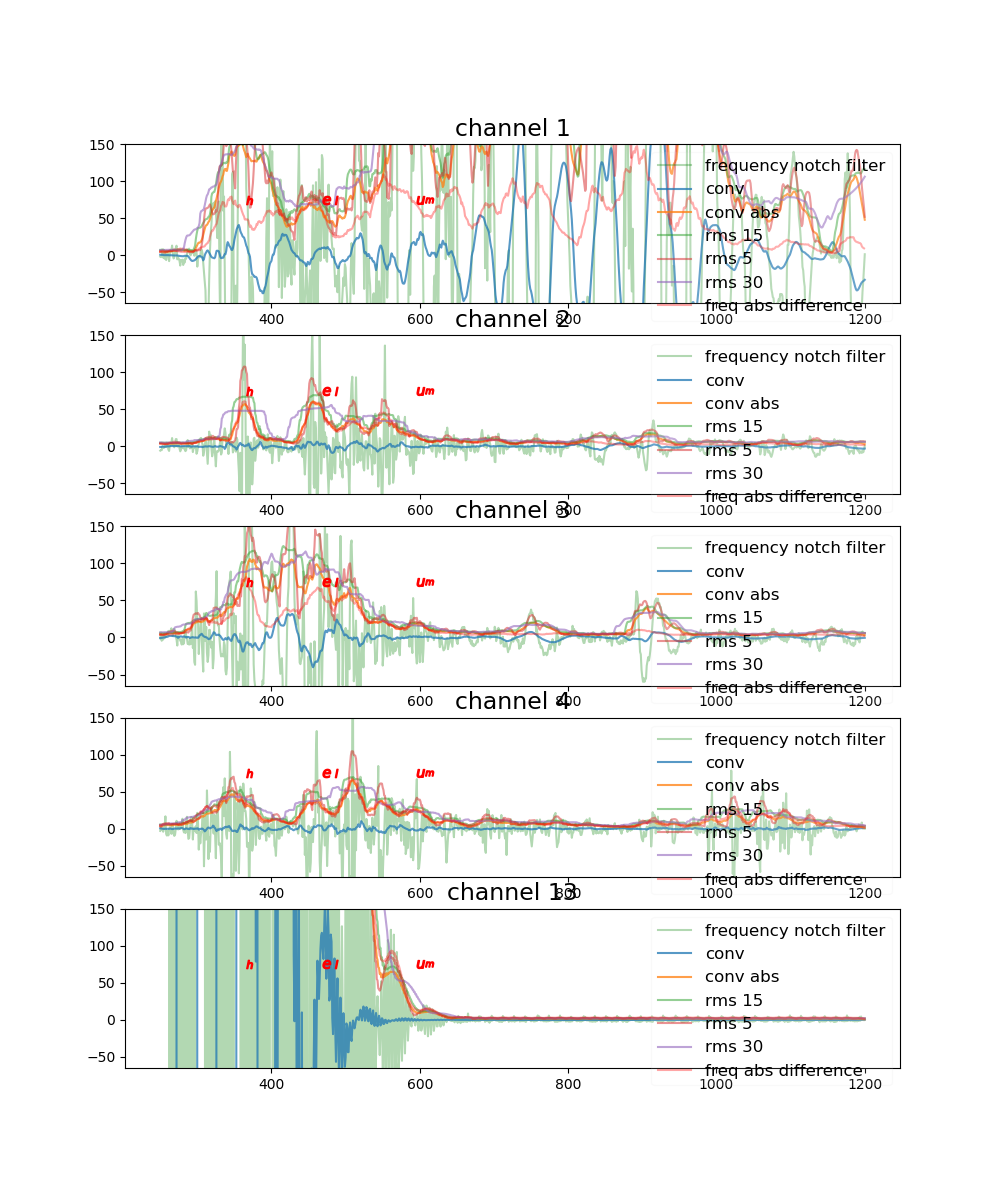 channel 1
150
100
50
0
−50
h
e l
um
frequency notch filter
conv
conv abs
rms 15
rms 5
rms 30
freq abs difference
400
600
800
1000
1200
channel 2
150
100
50
0
−50
h
e l
um
frequency notch filter
conv
conv abs
rms 15
rms 5
rms 30
freq abs difference
400
600
800
1000
1200
channel 3
150
100
50
0
−50
h
e l
um
frequency notch filter
conv
conv abs
rms 15
rms 5
rms 30
freq abs difference
400
600
800
1000
1200
channel 4
150
100
50
0
−50
h
e l
um
frequency notch filter
conv
conv abs
rms 15
rms 5
rms 30
freq abs difference
400
600
800
1000
1200
channel 13
150
100
50
0
−50
h
e l
um
frequency notch filter
conv
conv abs
rms 15
rms 5
rms 30
freq abs difference
400
600
800
1000
1200